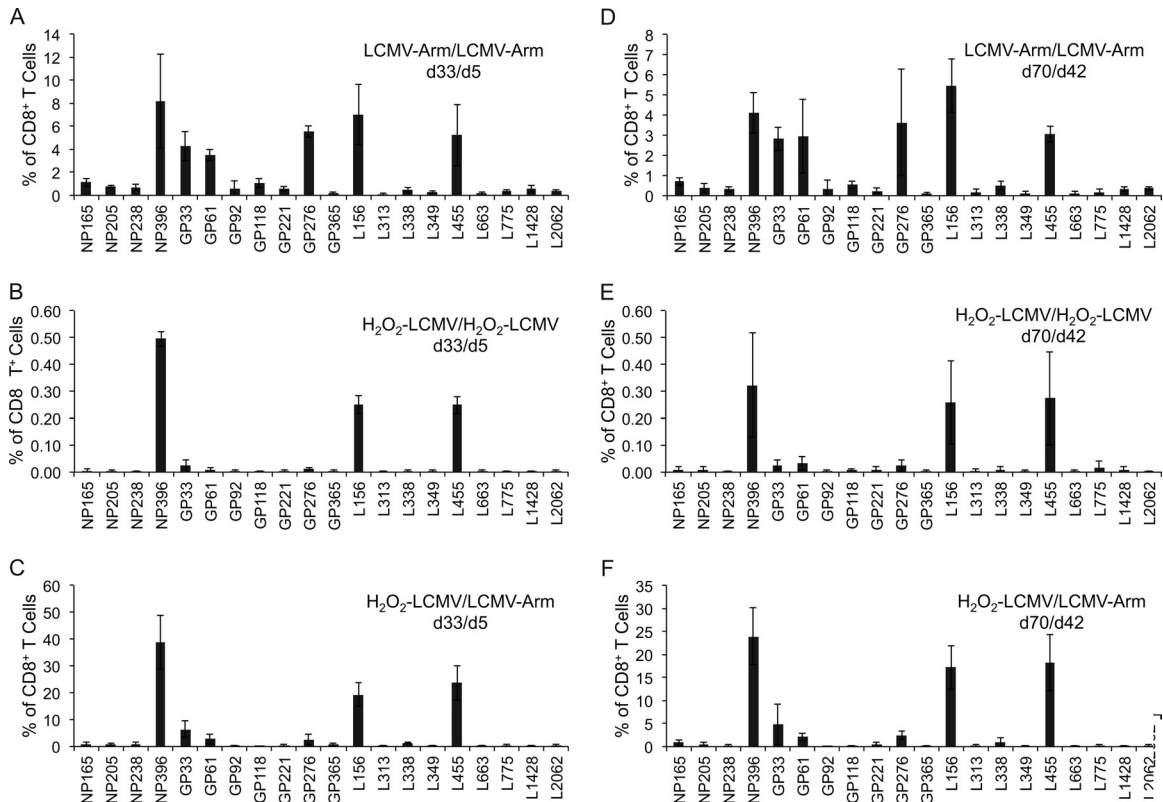 A
LCMV-Arm/LCMV-Arm
d33/d5
% of CD8⁺ T Cells
14
12
10
8
6
4
2
0
NP165
NP205
NP238
NP396
GP33
GP61
GP92
GP118
GP221
GP276
GP365
L156
L313
L338
L349
L455
L663
L775
L1428
L2062
D
LCMV-Arm/LCMV-Arm
d70/d42
% of CD8⁺ T Cells
8
7
6
5
4
3
2
1
0
NP165
NP205
NP238
NP396
GP33
GP61
GP92
GP118
GP221
GP276
GP365
L156
L313
L338
L349
L455
L663
L775
L1428
L2062
B
H₂O₂-LCMV/H₂O₂-LCMV
d33/d5
% of CD8 T⁺ Cells
0.60
0.50
0.40
0.30
0.20
0.10
0.00
NP165
NP205
NP238
NP396
GP33
GP61
GP92
GP118
GP221
GP276
GP365
L156
L313
L338
L349
L455
L663
L775
L1428
L2062
E
H₂O₂-LCMV/H₂O₂-LCMV
d70/d42
% of CD8⁺ T Cells
0.60
0.50
0.40
0.30
0.20
0.10
0.00
NP165
NP205
NP238
NP396
GP33
GP61
GP92
GP118
GP221
GP276
GP365
L156
L313
L338
L349
L455
L663
L775
L1428
L2062
C
H₂O₂-LCMV/LCMV-Arm
d33/d5
% of CD8⁺ T Cells
60
50
40
30
20
10
0
NP165
NP205
NP238
NP396
GP33
GP61
GP92
GP118
GP221
GP276
GP365
L156
L313
L338
L349
L455
L663
L775
L1428
L2062
F
H₂O₂-LCMV/LCMV-Arm
d70/d42
% of CD8⁺ T Cells
35
30
25
20
15
10
5
0
NP165
NP205
NP238
NP396
GP33
GP61
GP92
GP118
GP221
GP276
GP365
L156
L313
L338
L349
L455
L663
L775
L1428